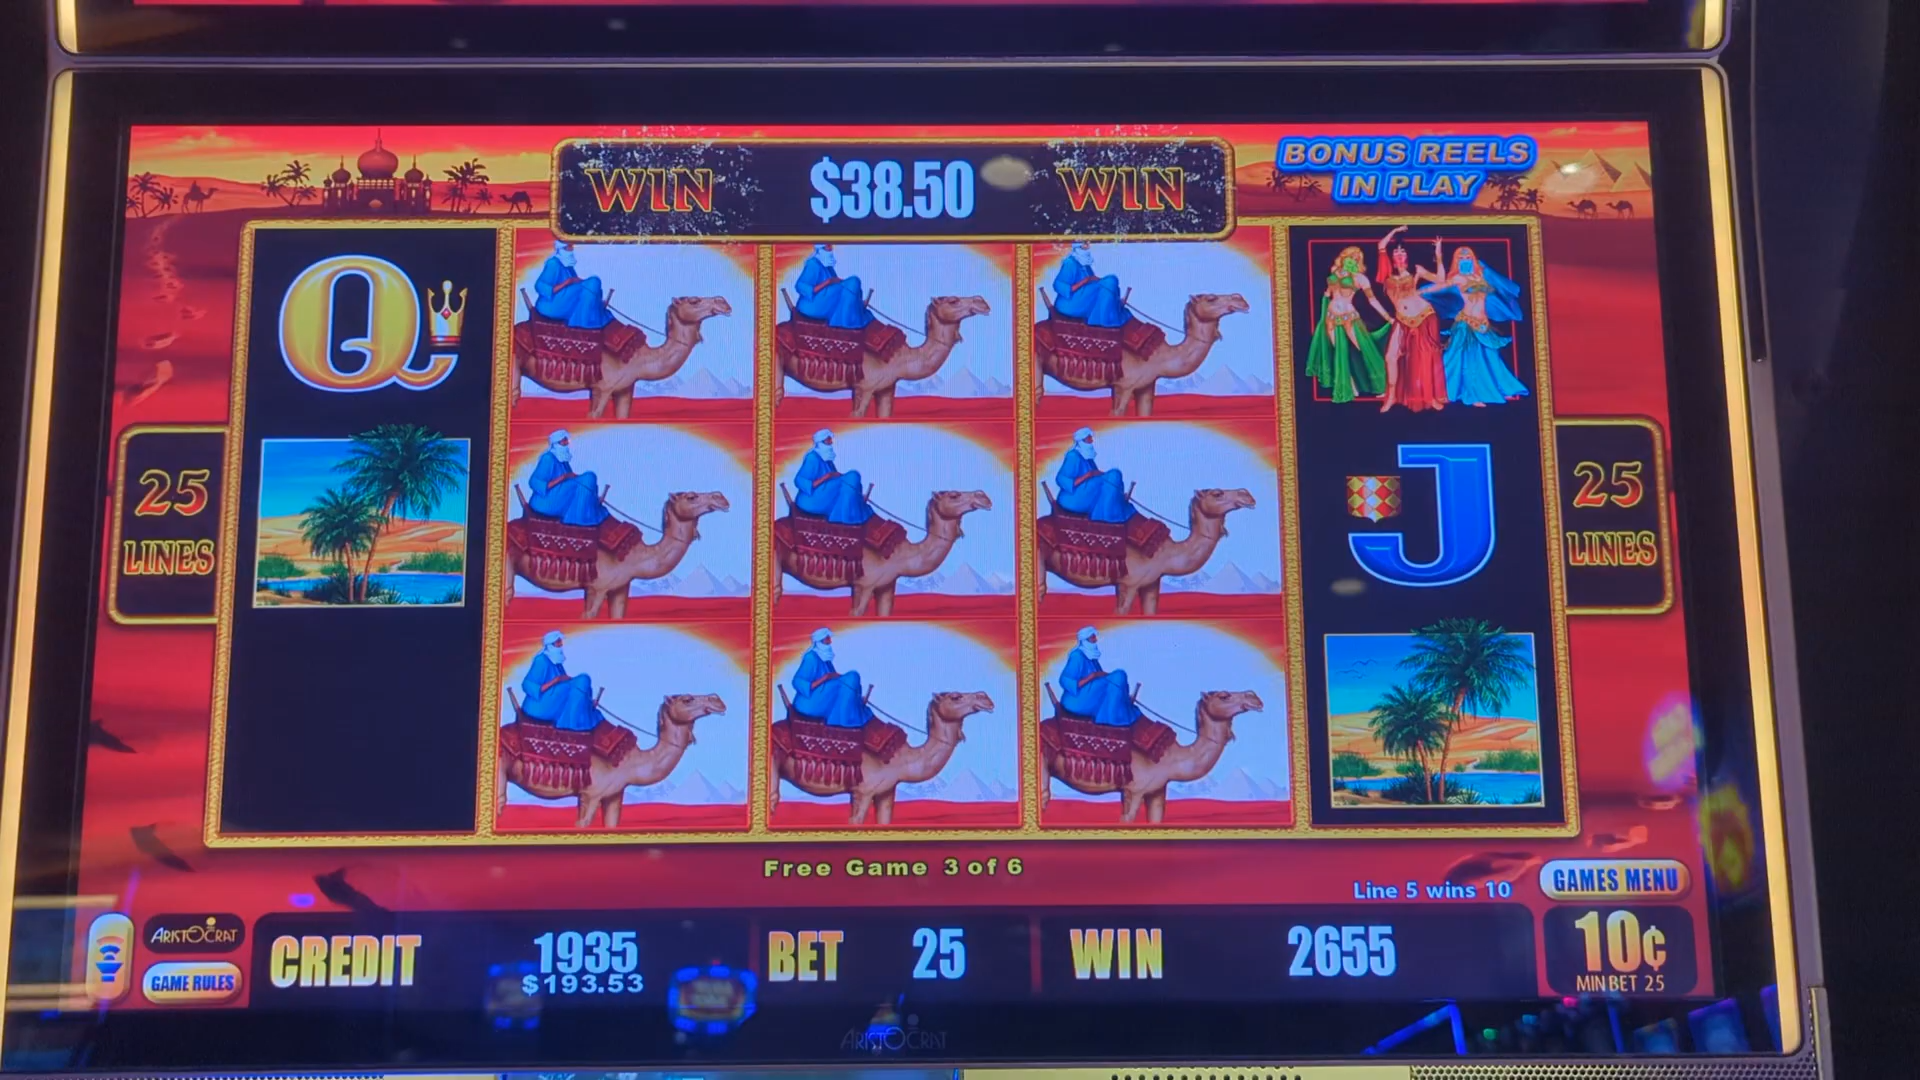 WIN $38.50 WIN
BONUS REELS
IN PLAY
Q
J
25
LINES
25
LINES
Free Game 3 of 6
Line 5 wins 10
GAMES MENU
ARISTOCRAT
GAME RULES
CREDIT 1935
$193.53
BET 25
WIN 2655
10¢
MIN BET 25
ARISTOCRAT